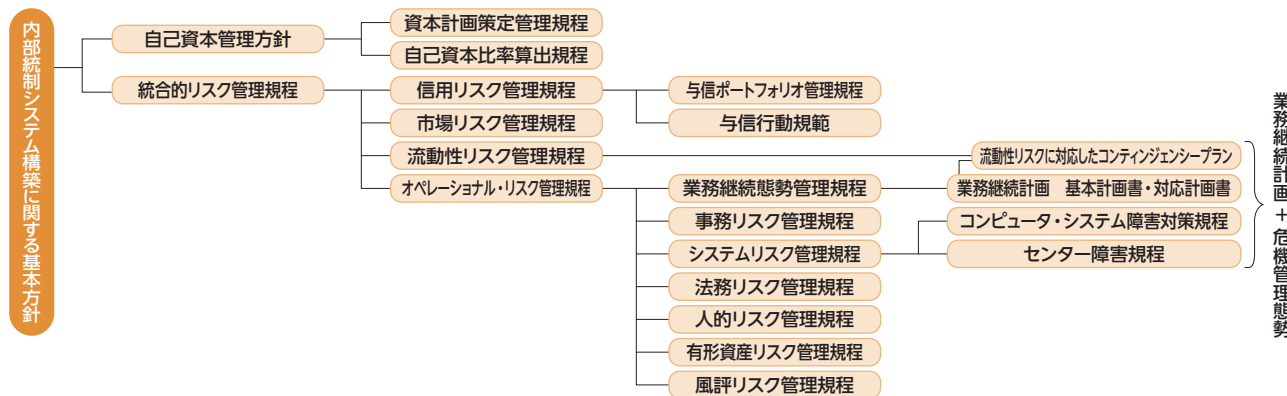 内部統制システム構築に関する基本方針
自己資本管理方針
資本計画策定管理規程
自己資本比率算出規程
統合的リスク管理規程
信用リスク管理規程
与信ポートフォリオ管理規程
与信行動規範
市場リスク管理規程
流動性リスク管理規程
流動性リスクに対応したコンティンジェンシープラン
オペレーショナル・リスク管理規程
業務継続態勢管理規程
業務継続計画　基本計画書・対応計画書
事務リスク管理規程
システムリスク管理規程
コンピュータ・システム障害対策規程
センター障害規程
法務リスク管理規程
人的リスク管理規程
有形資産リスク管理規程
風評リスク管理規程
業務継続計画＋危機管理態勢